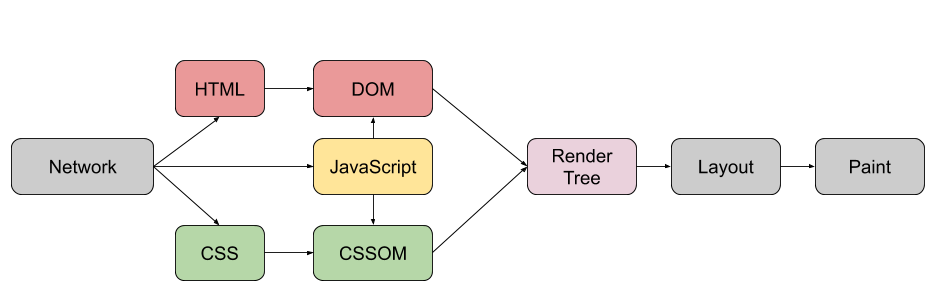 HTML
DOM
Network
JavaScript
Render
Tree
Layout
Paint
CSS
CSSOM